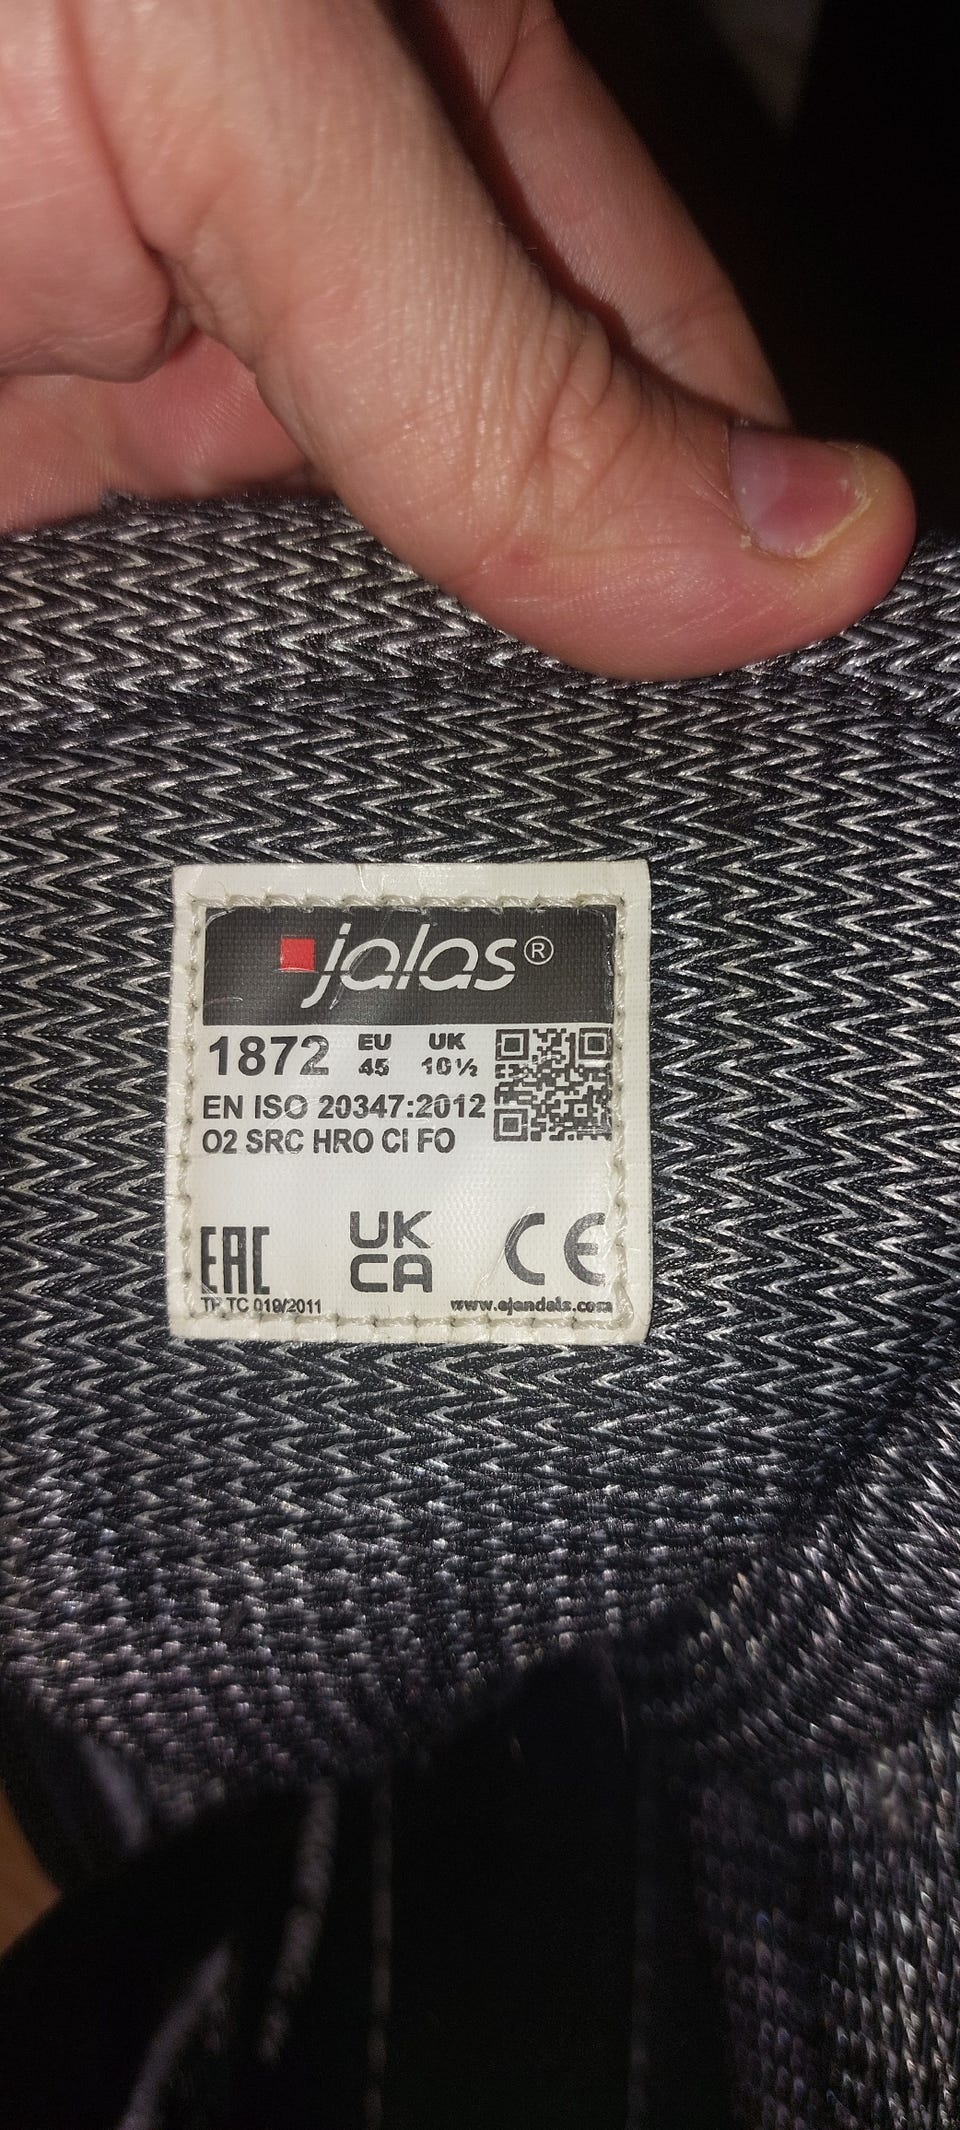 jalas®
1872 EU 45 UK 10½
EN ISO 20347:2012
O2 SRC HRO CI FO
EAC
UK
CA
CE
TP TC 019/2011
www.ejendals.com